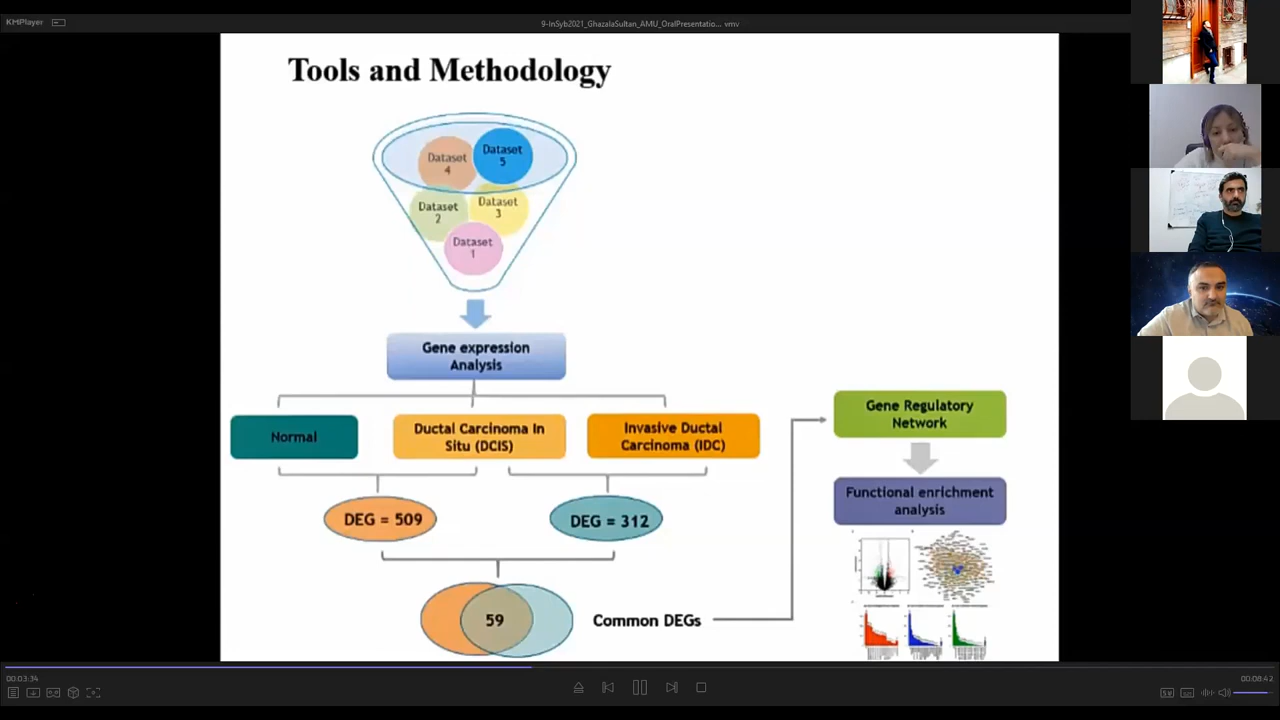 KMPlayer
9-InSyb2021_GhazalaSultan_AMU_OralPresentatio... vmv
Tools and Methodology
Dataset
4
Dataset
5
Dataset
2
Dataset
3
Dataset
1
Gene expression
Analysis
Normal
Ductal Carcinoma In
Situ (DCIS)
Invasive Ductal
Carcinoma (IDC)
DEG = 509
DEG = 312
59
Common DEGs
Gene Regulatory
Network
Functional enrichment
analysis
00:03:34
00:08:42